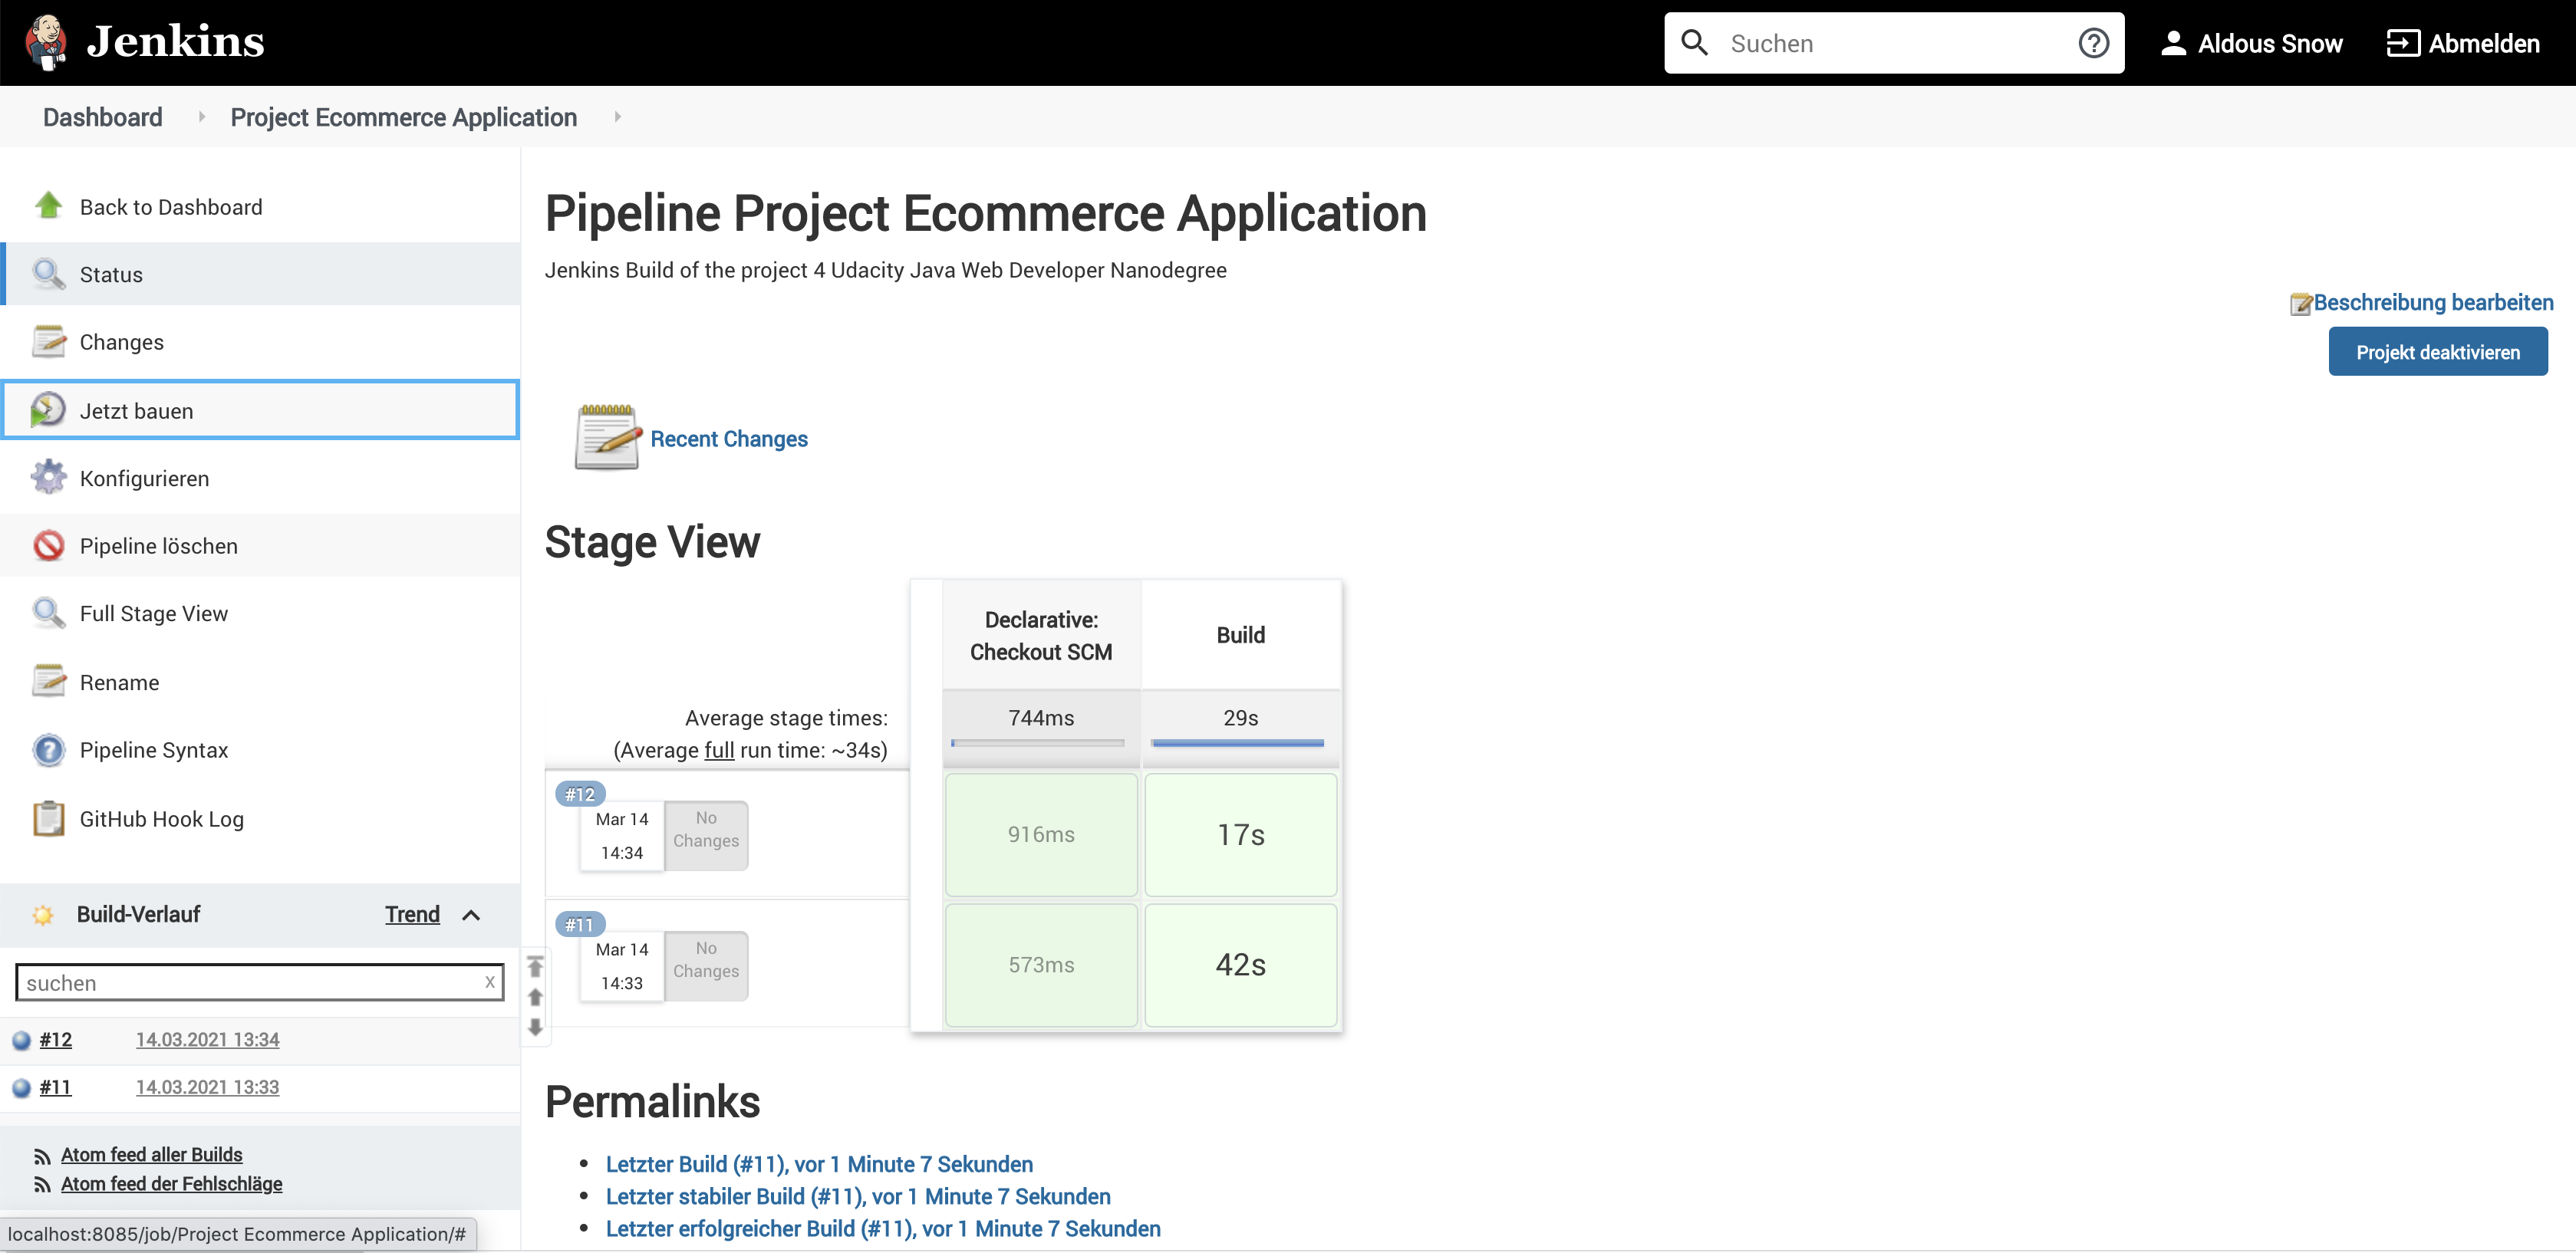 Jenkins
Suchen
Aldous Snow
Abmelden
Dashboard
Project Ecommerce Application
Back to Dashboard
Status
Changes
Jetzt bauen
Konfigurieren
Pipeline löschen
Full Stage View
Rename
Pipeline Syntax
GitHub Hook Log
Build-Verlauf
Trend
suchen
x
#12 14.03.2021 13:34
#11 14.03.2021 13:33
Atom feed aller Builds
Atom feed der Fehlschläge
localhost:8085/job/Project Ecommerce Application/#
Pipeline Project Ecommerce Application
Jenkins Build of the project 4 Udacity Java Web Developer Nanodegree
Beschreibung bearbeiten
Projekt deaktivieren
Recent Changes
Stage View
Declarative:
Checkout SCM
Build
Average stage times:
(Average full run time: ~34s)
744ms
29s
#12
Mar 14
14:34
No
Changes
916ms
17s
#11
Mar 14
14:33
No
Changes
573ms
42s
Permalinks
Letzter Build (#11), vor 1 Minute 7 Sekunden
Letzter stabiler Build (#11), vor 1 Minute 7 Sekunden
Letzter erfolgreicher Build (#11), vor 1 Minute 7 Sekunden